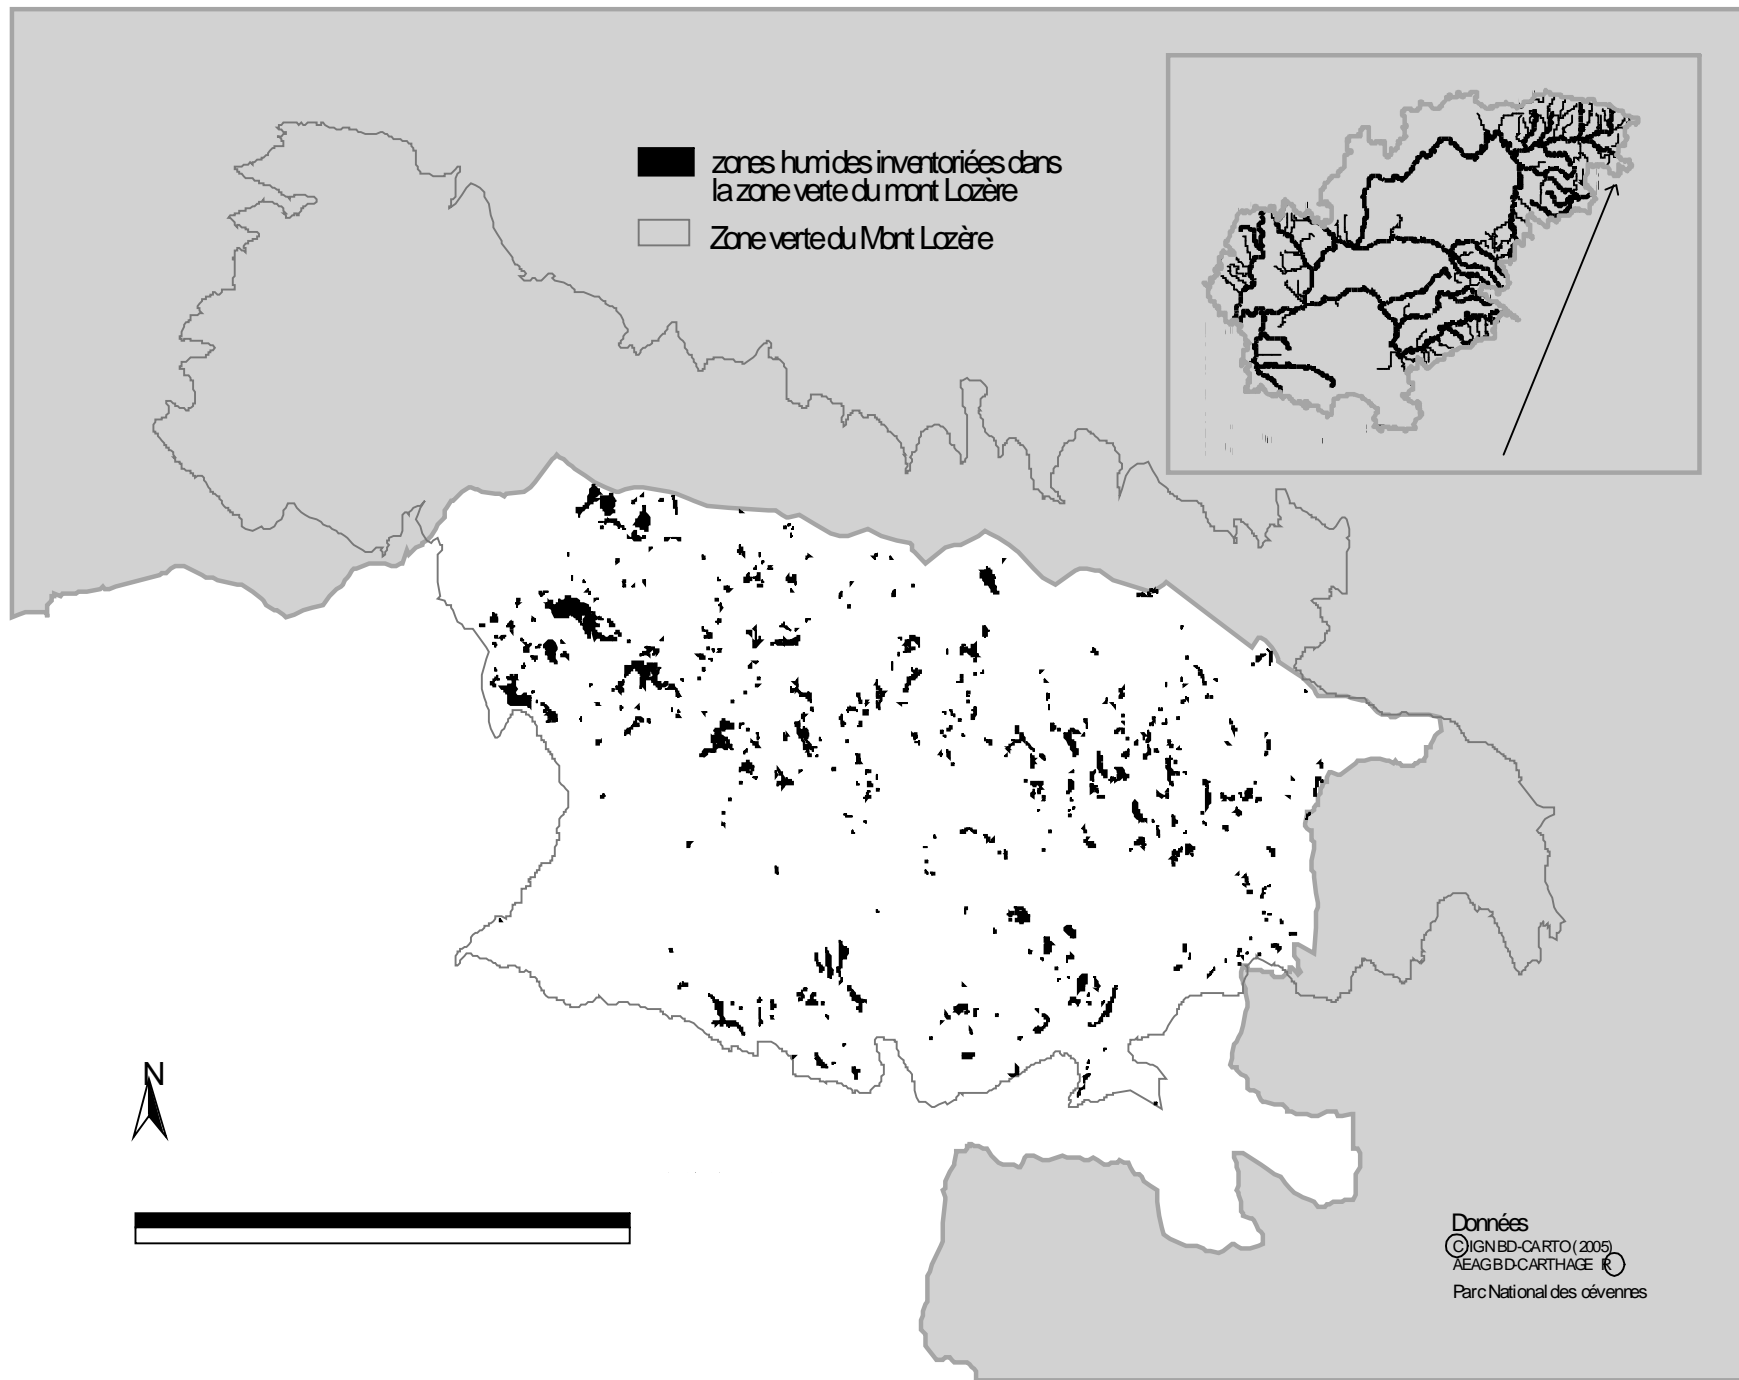 zones humides inventoriées dans
la zone verte du mont Lozère
Zone verte du Mont Lozère
N
Données
C IGN BD-CARTO (2005)
AEAG BD-CARTHAGE R
Parc National des cévennes